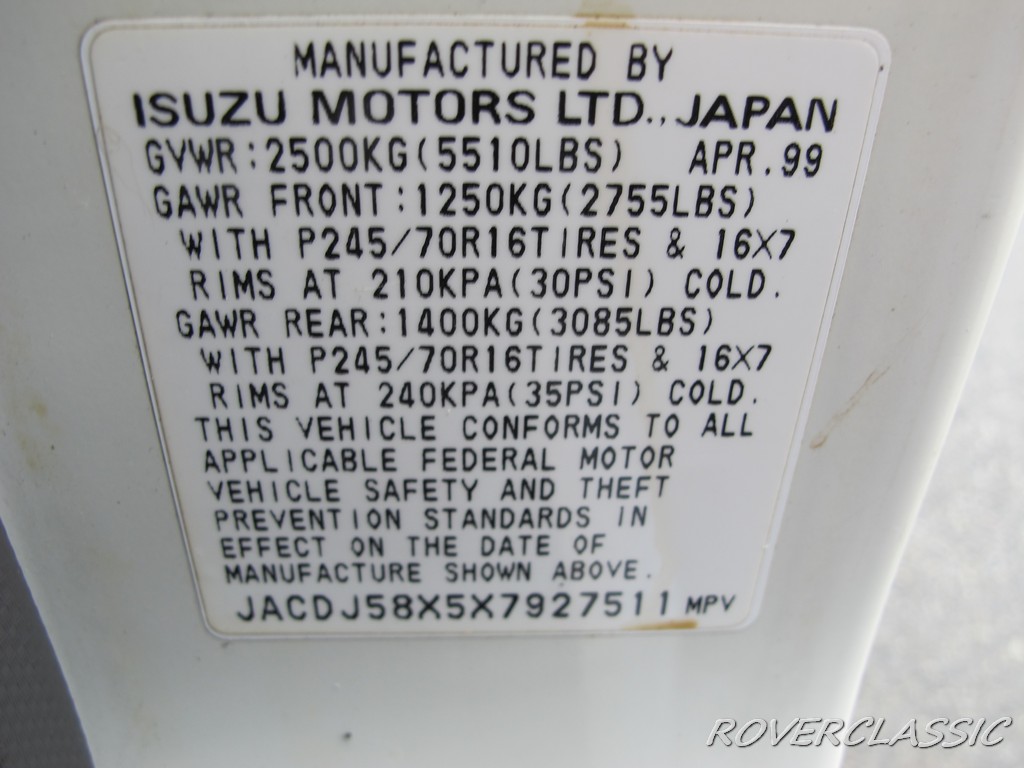 MANUFACTURED BY
ISUZU MOTORS LTD., JAPAN
GVWR:2500KG(5510LBS) APR.99
GAWR FRONT:1250KG(2755LBS)
WITH P245/70R16TIRES & 16X7
RIMS AT 210KPA(30PSI) COLD.
GAWR REAR:1400KG(3085LBS)
WITH P245/70R16TIRES & 16X7
RIMS AT 240KPA(35PSI) COLD.
THIS VEHICLE CONFORMS TO ALL
APPLICABLE FEDERAL MOTOR
VEHICLE SAFETY AND THEFT
PREVENTION STANDARDS IN
EFFECT ON THE DATE OF
MANUFACTURE SHOWN ABOVE.
JACDJ58X5X7927511 MPV
ROVERCLASSIC